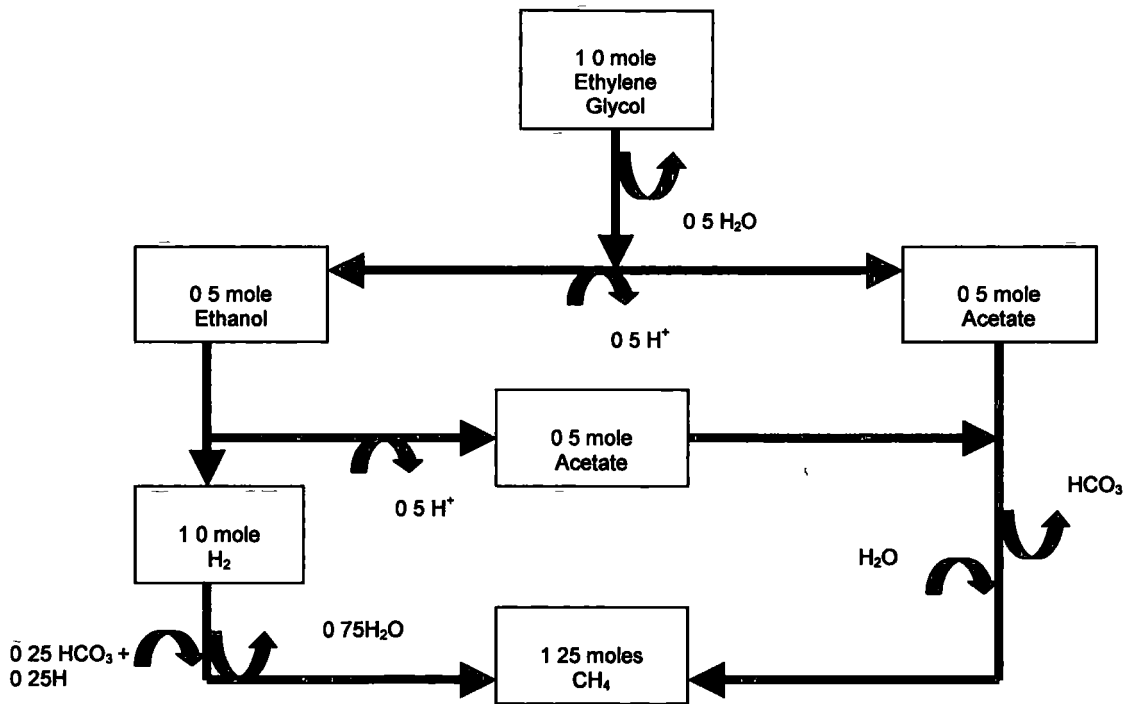 1 0 mole
Ethylene
Glycol
0 5 H₂O
0 5 mole
Ethanol
0 5 mole
Acetate
0 5 H⁺
0 5 mole
Acetate
0 5 H⁺
HCO₃
1 0 mole
H₂
H₂O
0 75H₂O
0 25 HCO₃ +
0 25H
1 25 moles
CH₄